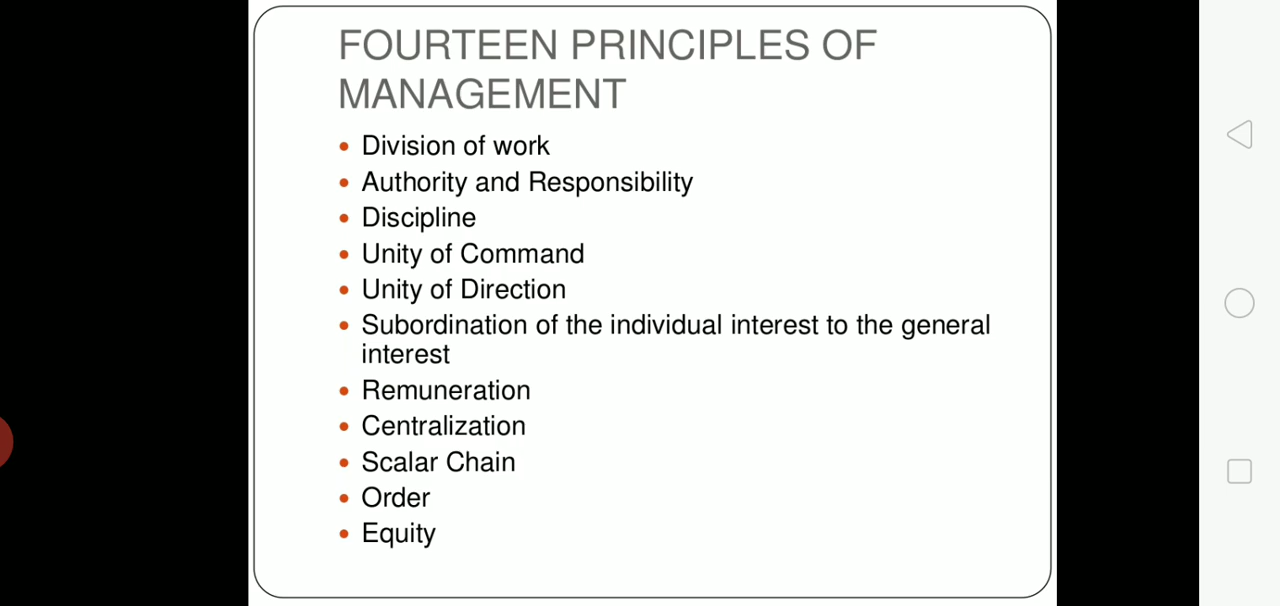 FOURTEEN PRINCIPLES OF
MANAGEMENT
• Division of work
• Authority and Responsibility
• Discipline
• Unity of Command
• Unity of Direction
• Subordination of the individual interest to the general
interest
• Remuneration
• Centralization
• Scalar Chain
• Order
• Equity